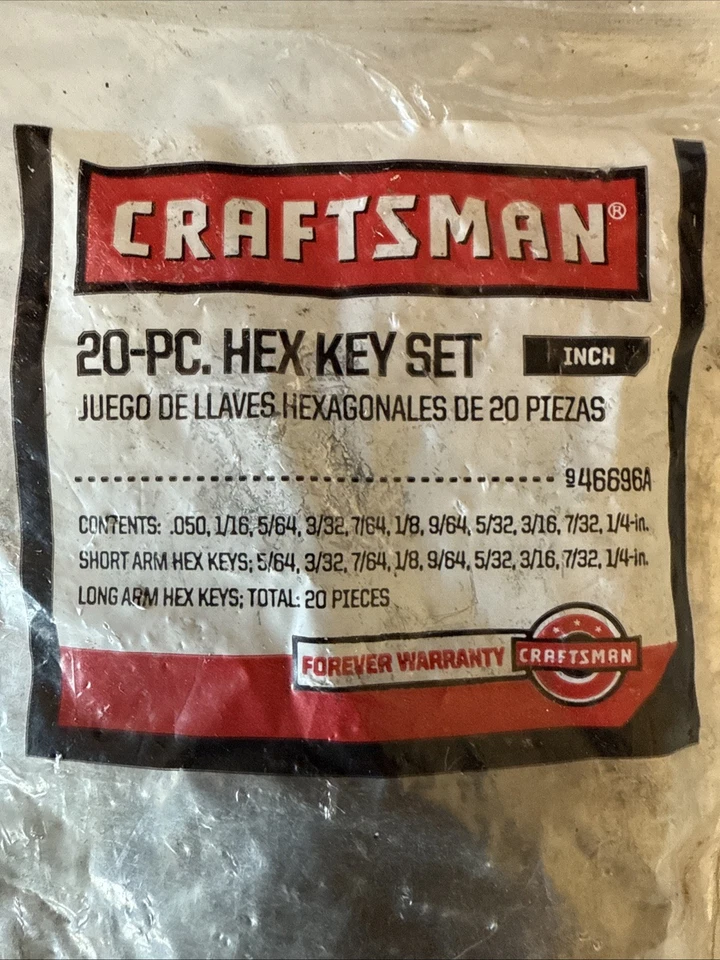 CRAFTSMAN®
20-PC. HEX KEY SET INCH
JUEGO DE LLAVES HEXAGONALES DE 20 PIEZAS
946696A
CONTENTS: .050, 1/16, 5/64, 3/32, 7/64, 1/8, 9/64, 5/32, 3/16, 7/32, 1/4-in.
SHORT ARM HEX KEYS; 5/64, 3/32, 7/64, 1/8, 9/64, 5/32, 3/16, 7/32, 1/4-in.
LONG ARM HEX KEYS; TOTAL: 20 PIECES
FOREVER WARRANTY CRAFTSMAN